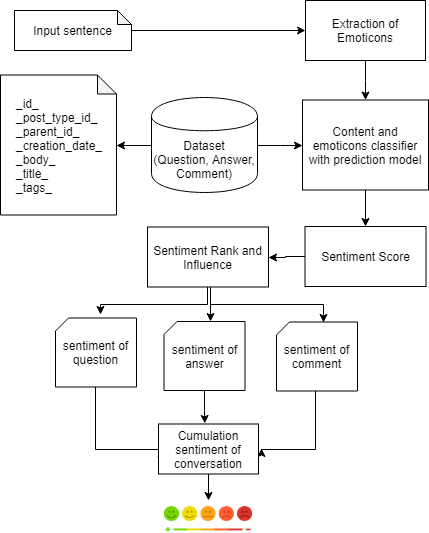 Input sentence
Extraction of
Emoticons
_id_
_post_type_id_
_parent_id_
_creation_date_
_body_
_title_
_tags_
Dataset
(Question, Answer,
Comment)
Content and
emoticons classifier
with prediction model
Sentiment Rank and
Influence
Sentiment Score
sentiment of
question
sentiment of
answer
sentiment of
comment
Cumulation
sentiment of
conversation